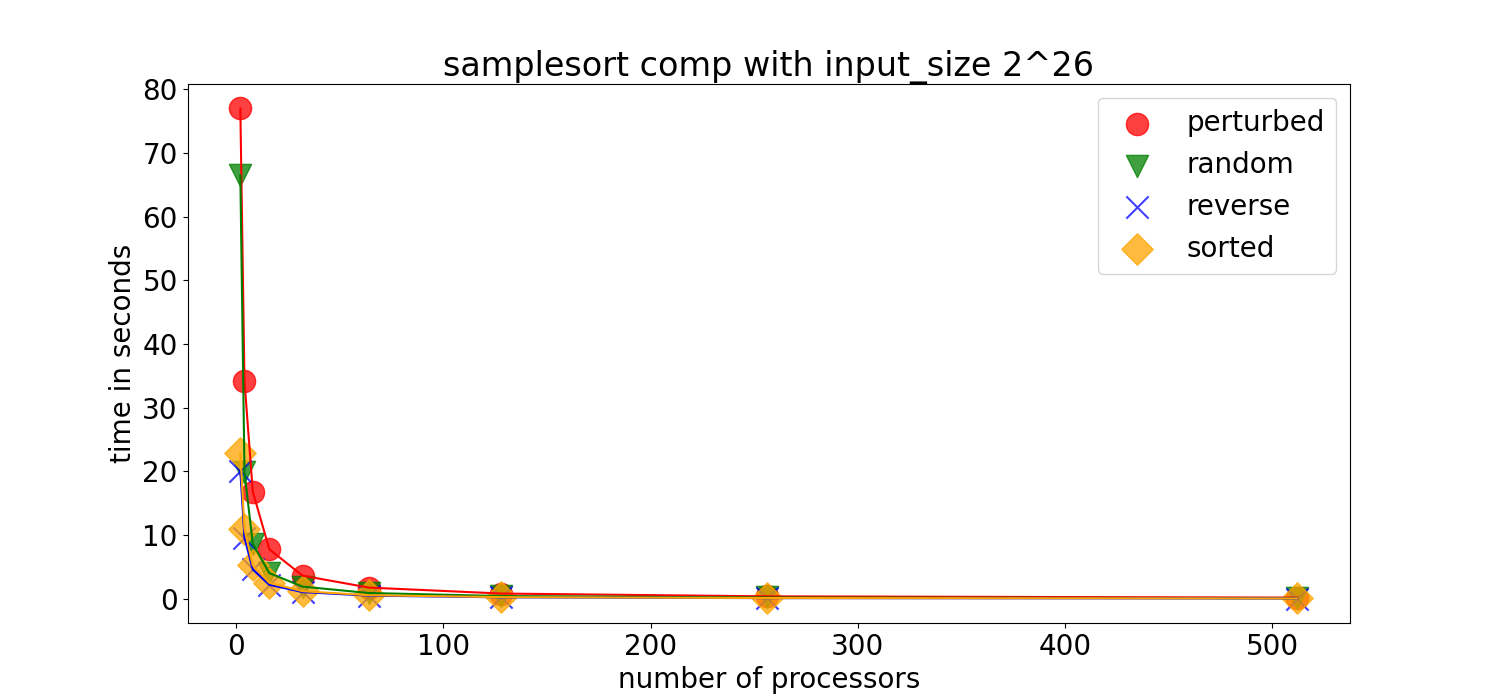 samplesort comp with input_size 2^26
80
70
60
50
40
30
20
10
0
time in seconds
perturbed
random
reverse
sorted
0 100 200 300 400 500
number of processors